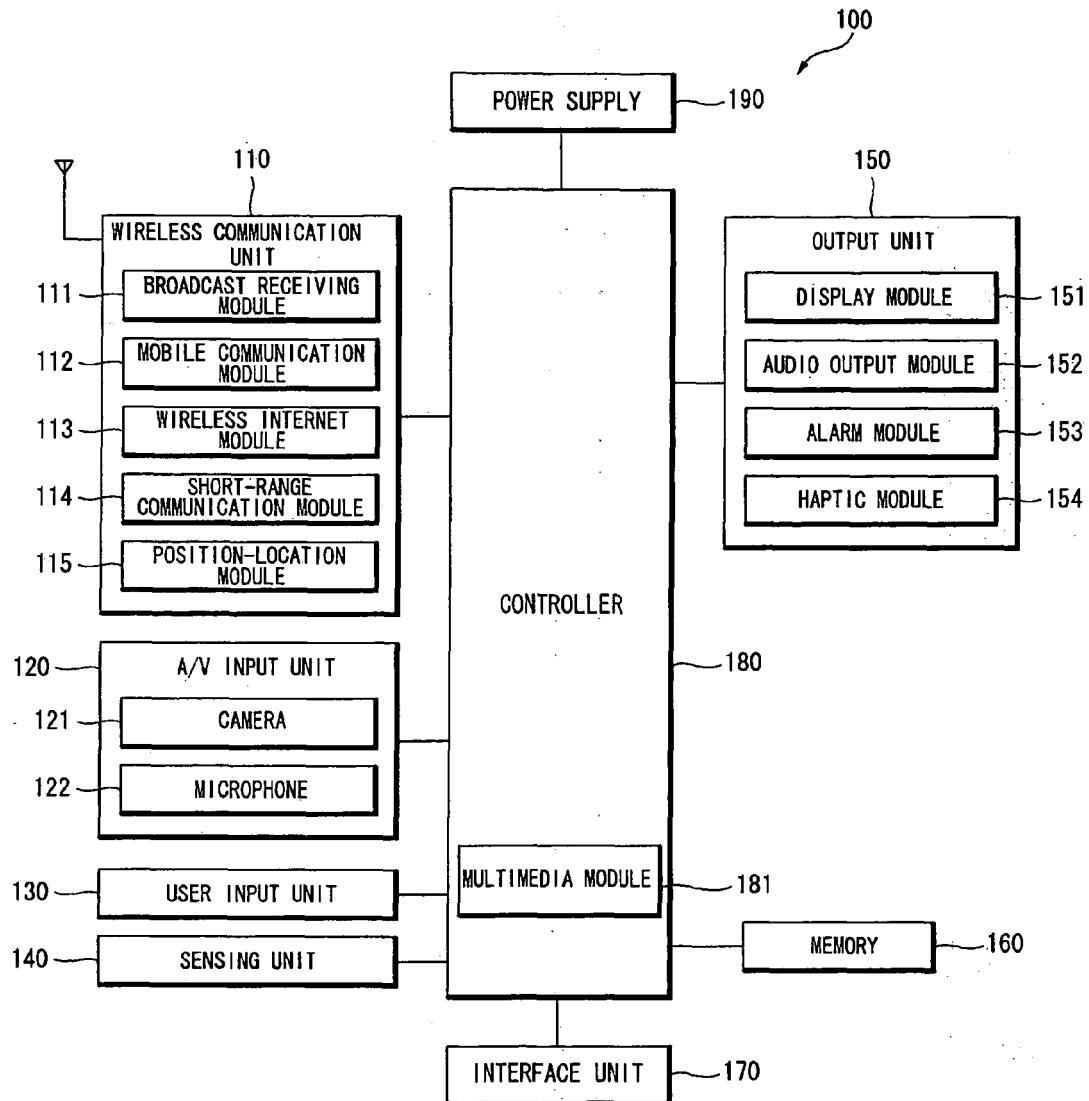 100
POWER SUPPLY
190
110
WIRELESS COMMUNICATION
UNIT
111
BROADCAST RECEIVING
MODULE
112
MOBILE COMMUNICATION
MODULE
113
WIRELESS INTERNET
MODULE
114
SHORT-RANGE
COMMUNICATION MODULE
115
POSITION-LOCATION
MODULE
120
A/V INPUT UNIT
121
CAMERA
122
MICROPHONE
130
USER INPUT UNIT
140
SENSING UNIT
CONTROLLER
180
MULTIMEDIA MODULE
181
150
OUTPUT UNIT
DISPLAY MODULE
151
AUDIO OUTPUT MODULE
152
ALARM MODULE
153
HAPTIC MODULE
154
MEMORY
160
INTERFACE UNIT
170